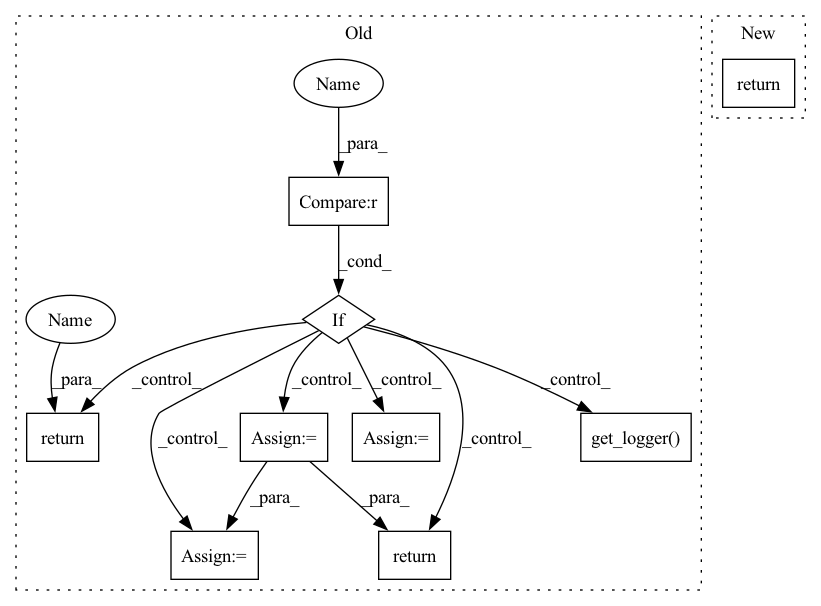 Old
New
Name
return
_para_
Compare:r
_cond_
Name
If
_para_
_control_
_control_
_control_
_control_
_control_
_control_
return
Assign:=
Assign:=
get_logger()
_para_
_para_
Assign:=
return